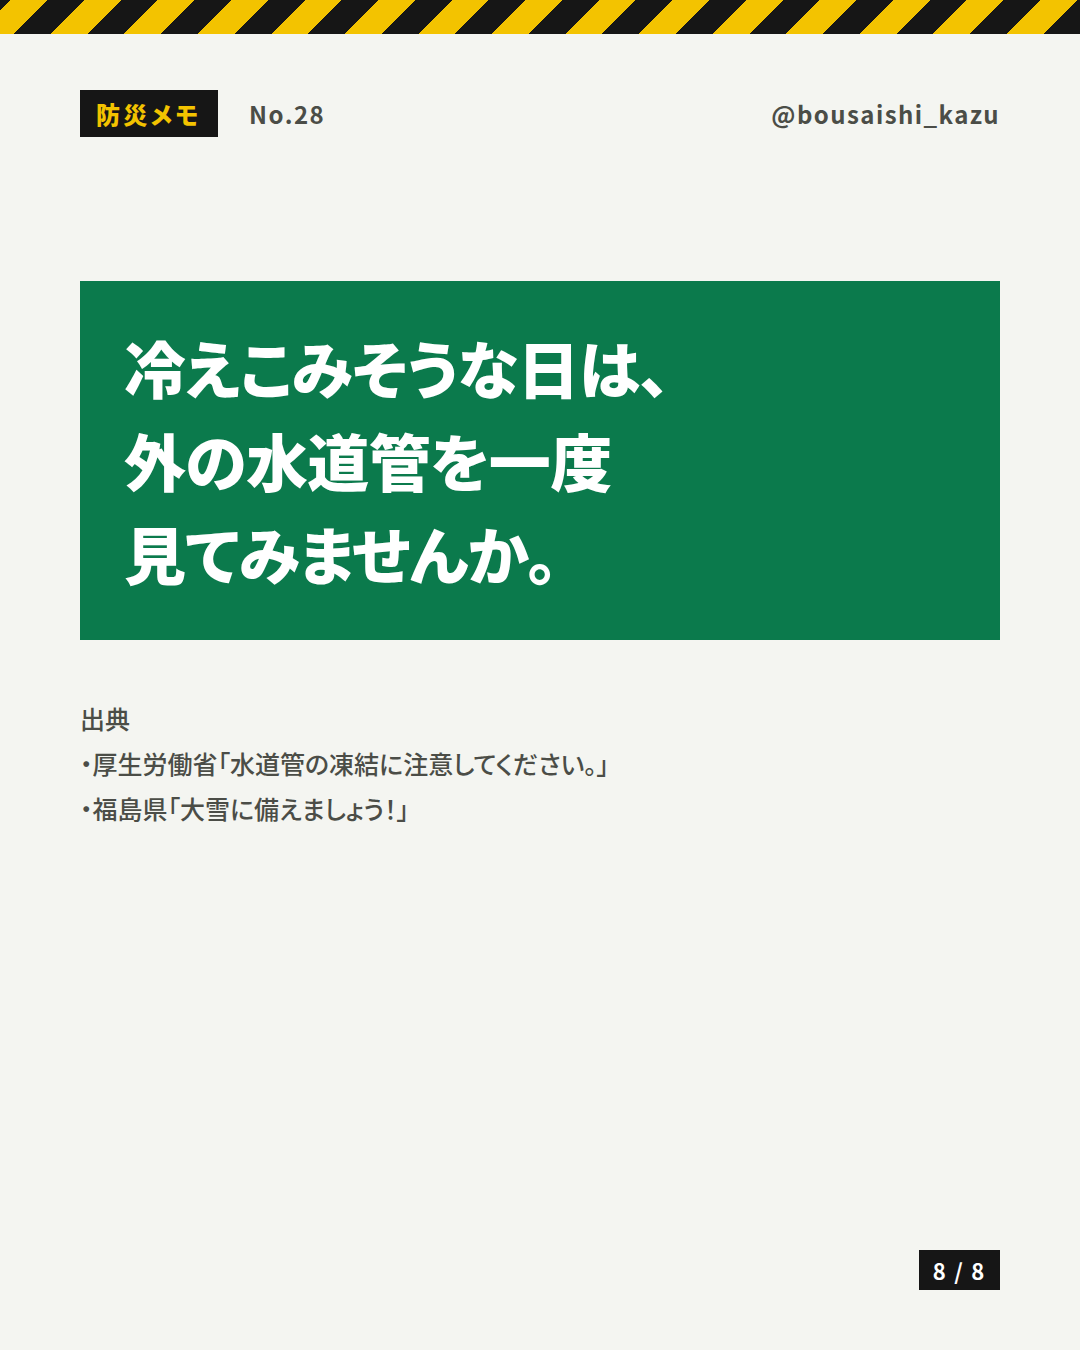 防災メモ No.28 @bousaishi_kazu
冷えこみそうな日は、
外の水道管を一度
見てみませんか。
出典
・厚生労働省「水道管の凍結に注意してください。」
・福島県「大雪に備えましょう!」
8 / 8